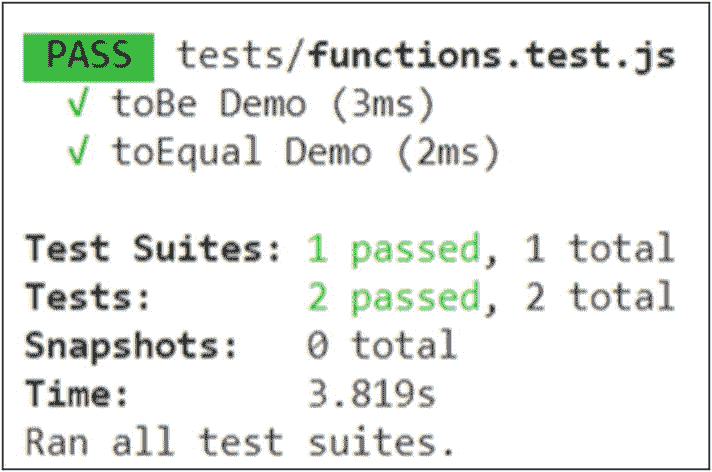 PASS tests/functions.test.js
√ toBe Demo (3ms)
√ toEqual Demo (2ms)
Test Suites: 1 passed, 1 total
Tests: 2 passed, 2 total
Snapshots: 0 total
Time: 3.819s
Ran all test suites.